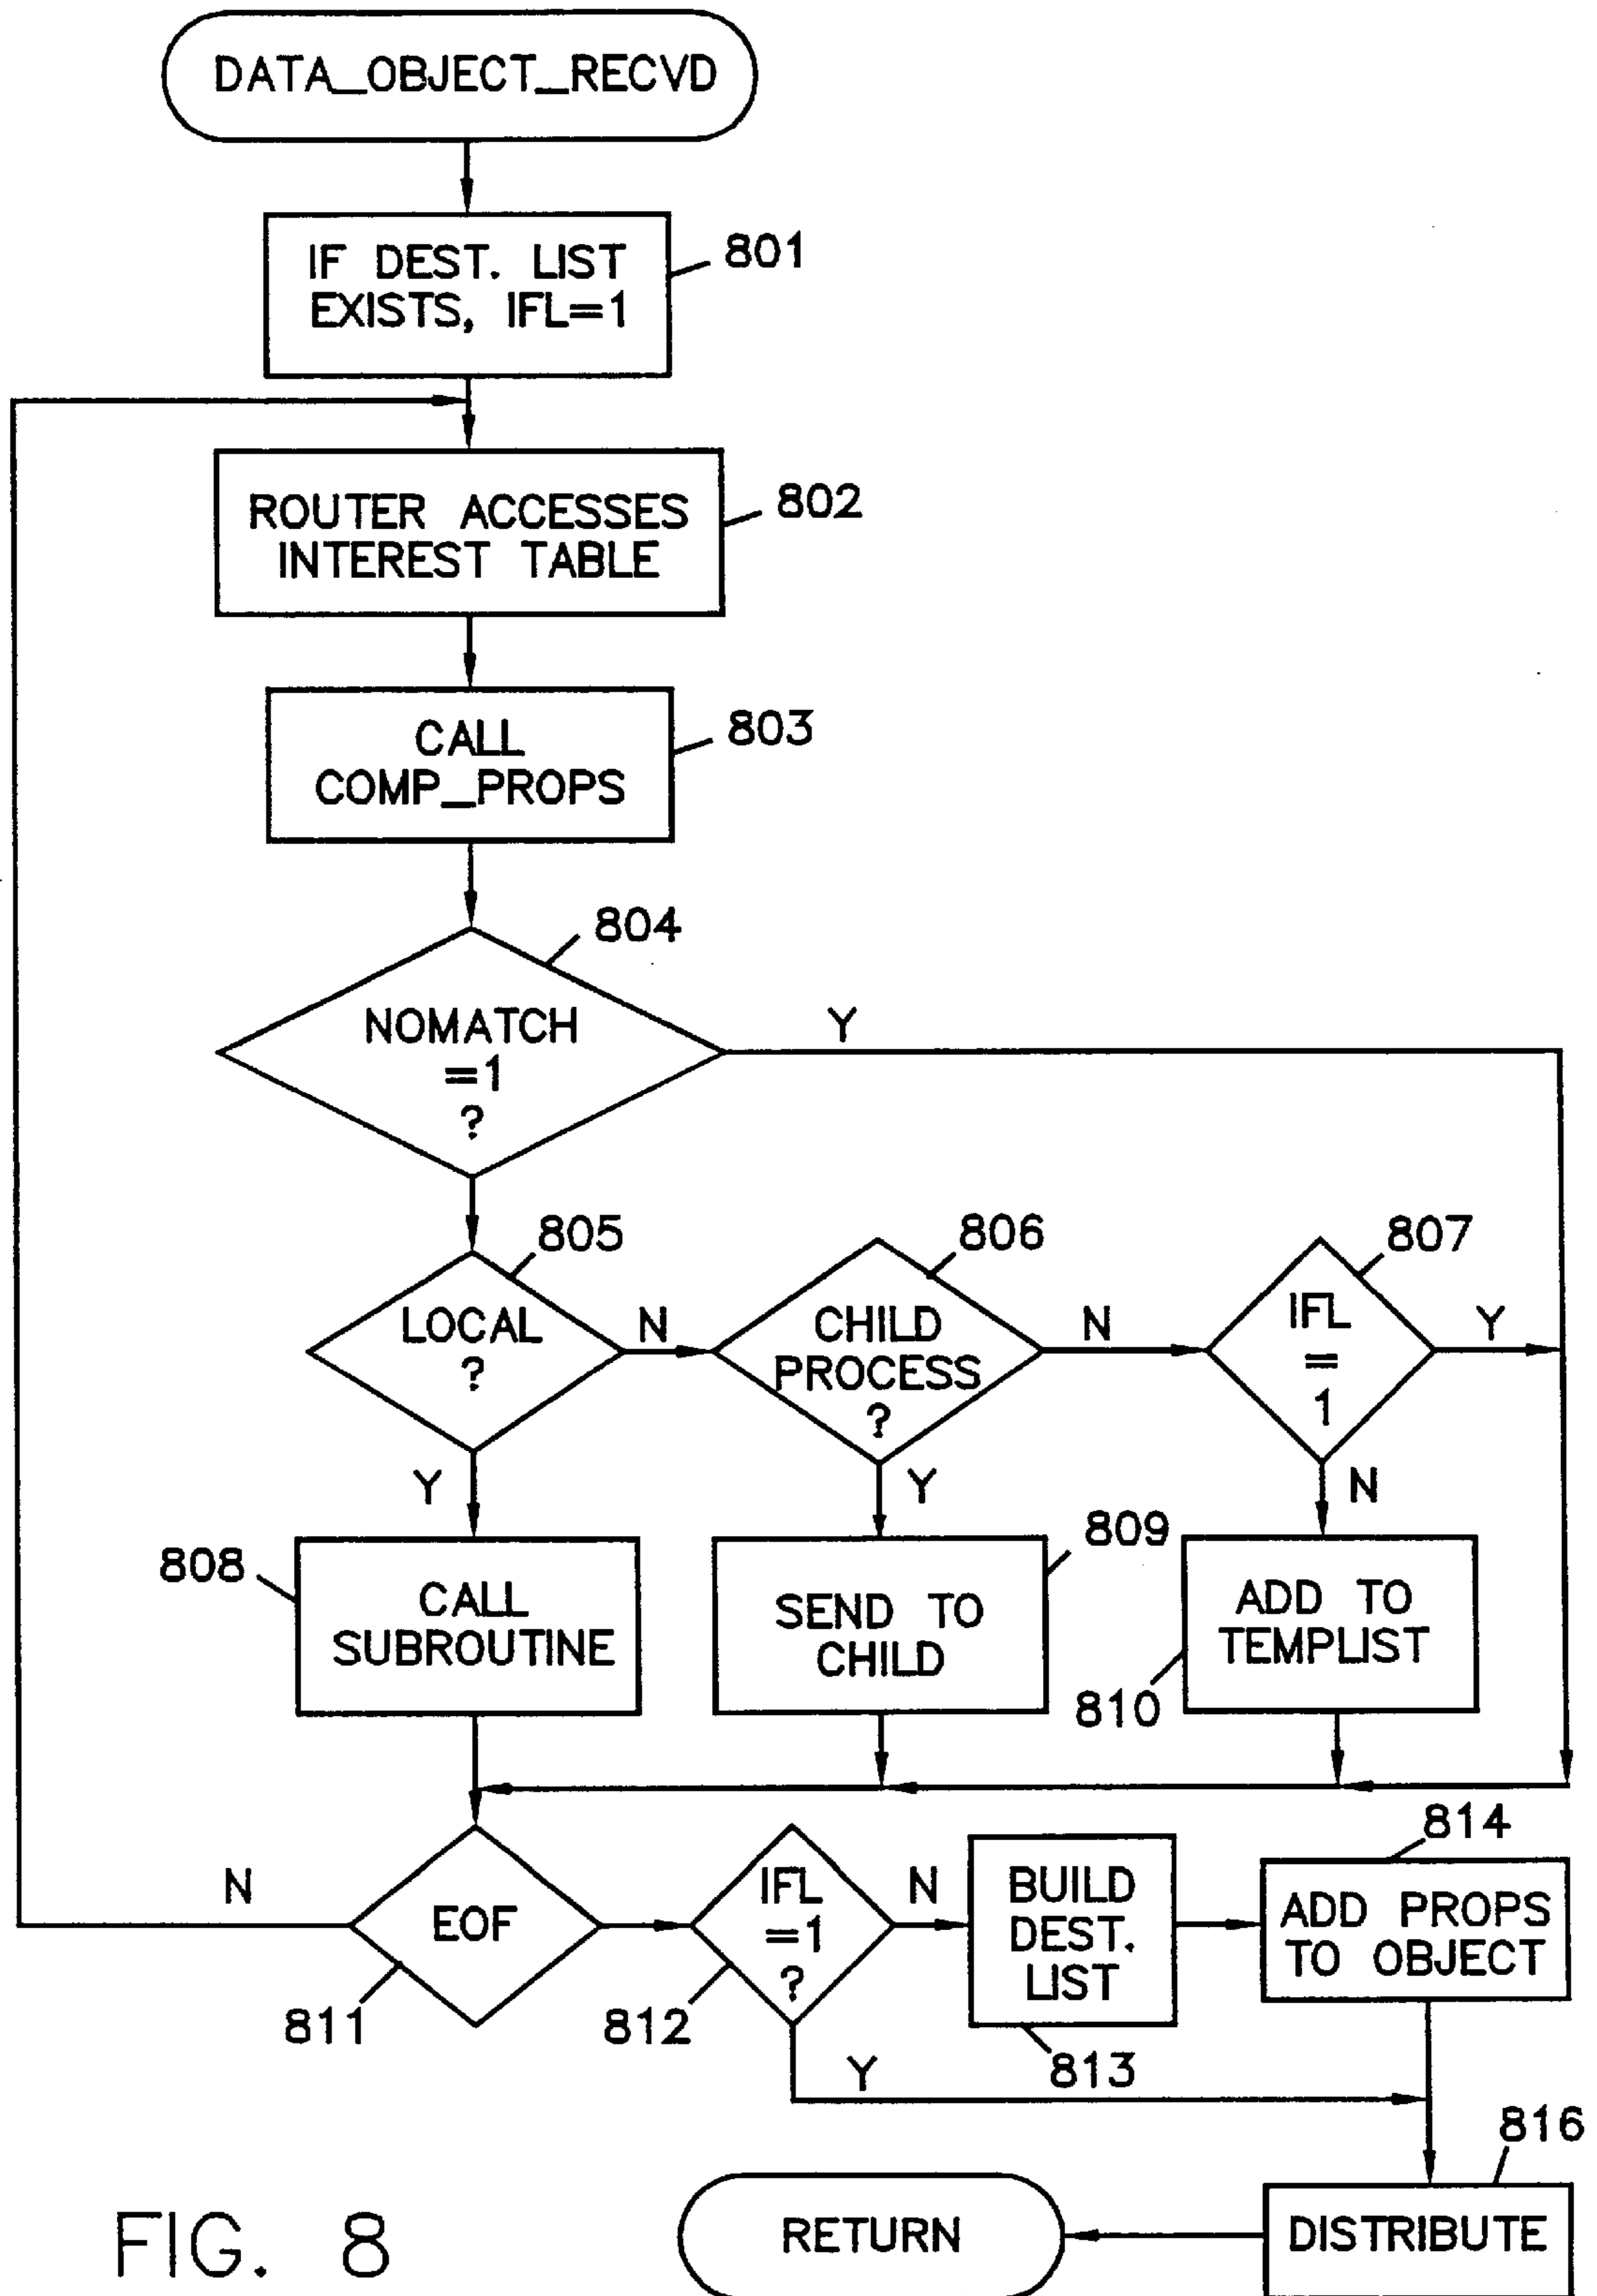 DATA_OBJECT_RECVD
IF DEST. LIST
EXISTS, IFL=1
801
ROUTER ACCESSES
INTEREST TABLE
802
CALL
COMP_PROPS
803
804
NOMATCH
=1
?
Y
805
LOCAL
?
N
806
CHILD
PROCESS
?
N
807
IFL
=
1
Y
Y
Y
N
808
CALL
SUBROUTINE
809
SEND TO
CHILD
810
ADD TO
TEMPLIST
N
EOF
811
IFL
=1
?
812
N
Y
BUILD
DEST.
LIST
813
814
ADD PROPS
TO OBJECT
816
DISTRIBUTE
RETURN
FIG. 8